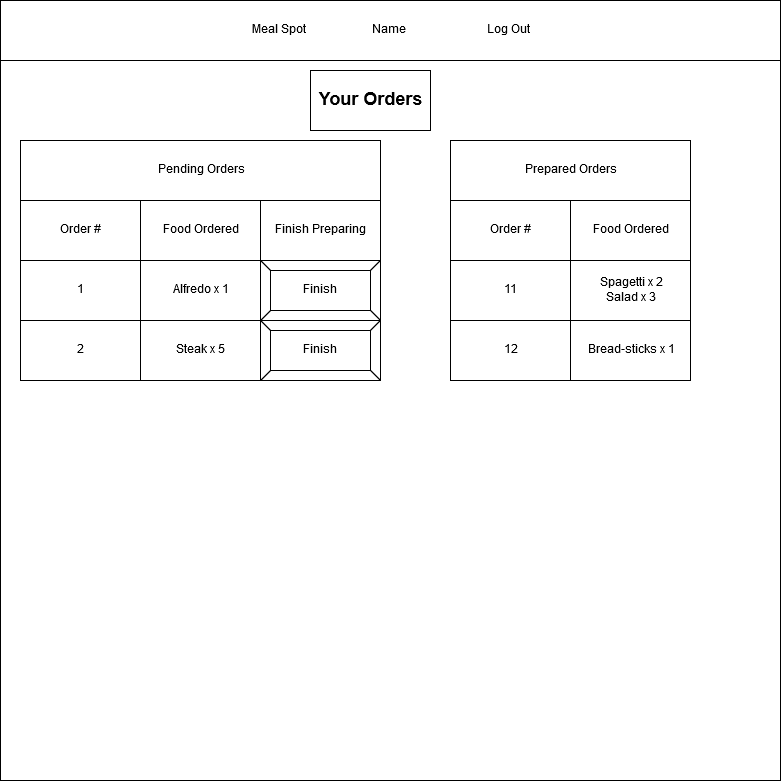 Meal Spot Name Log Out
Your Orders
Pending Orders
Order # Food Ordered Finish Preparing
1 Alfredo x 1 Finish
2 Steak x 5 Finish
Prepared Orders
Order # Food Ordered
11 Spagetti x 2
Salad x 3
12 Bread-sticks x 1